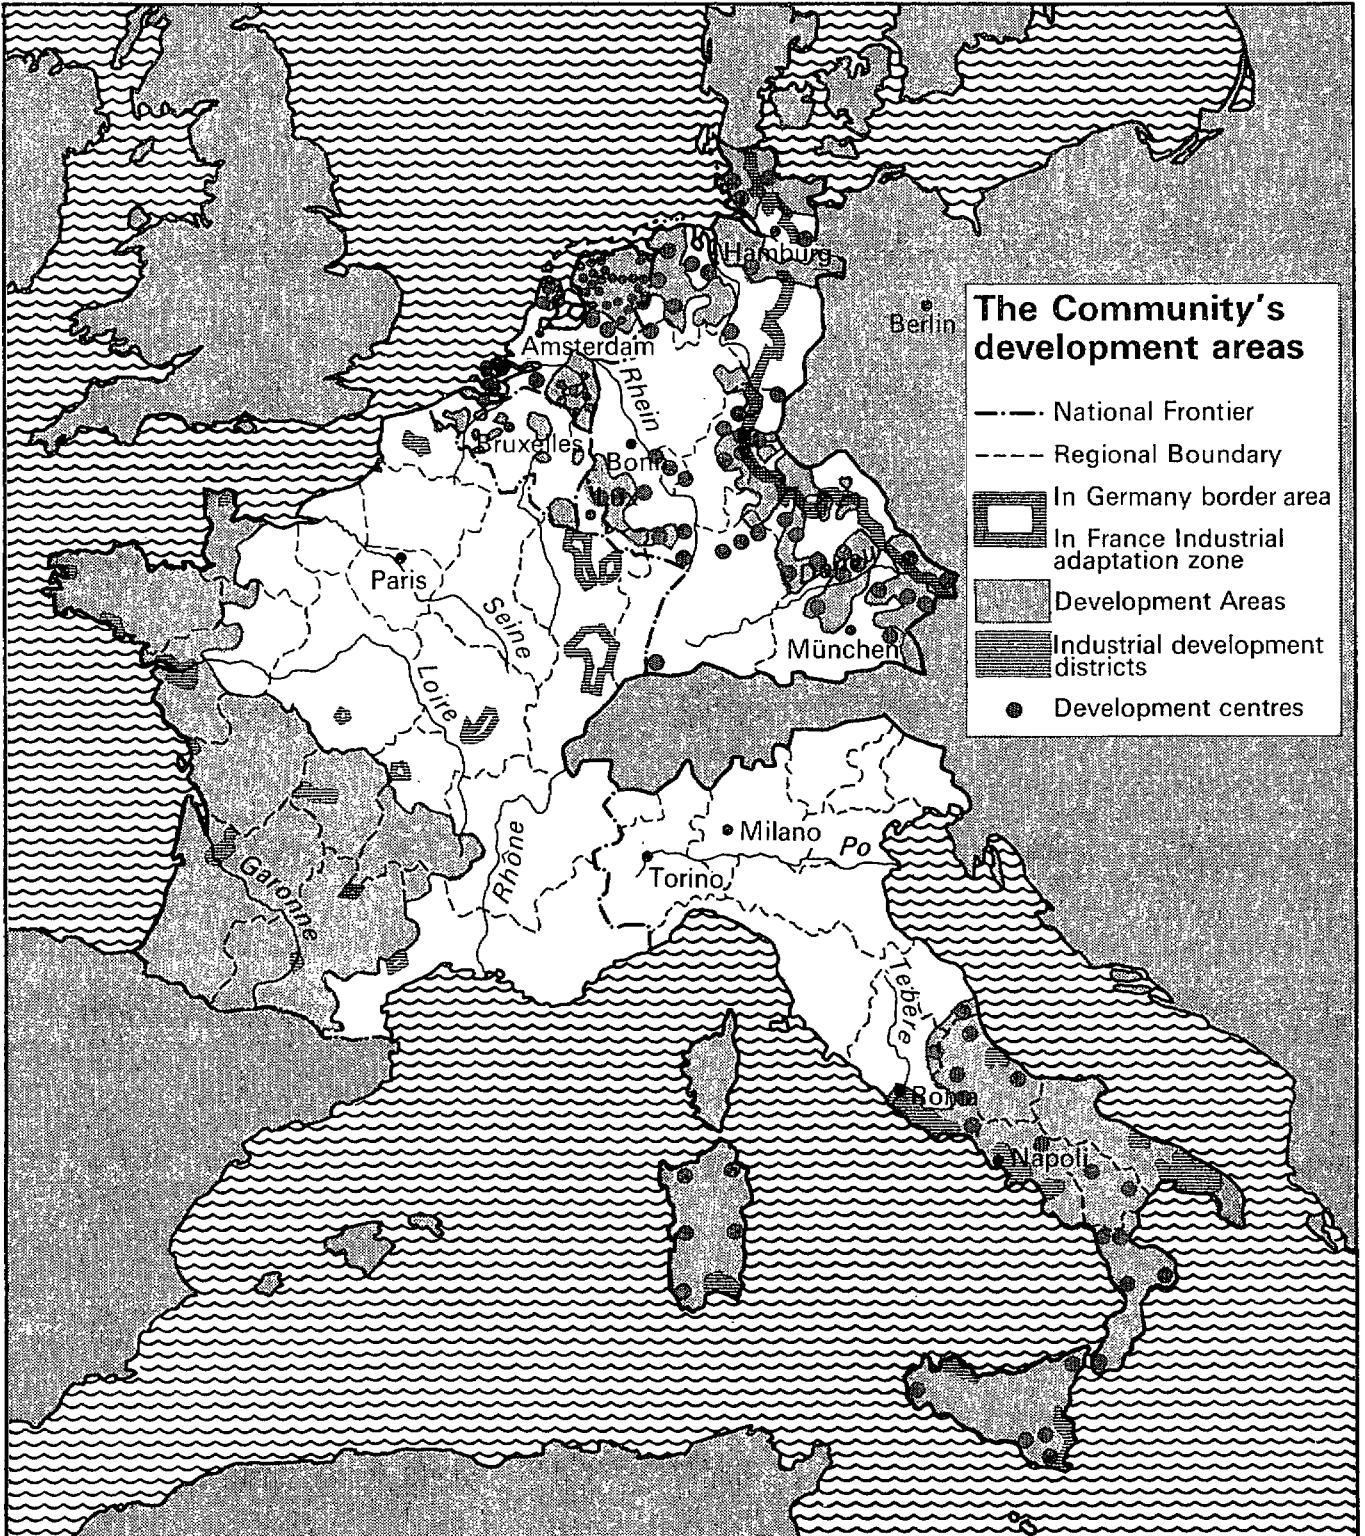 Hamburg
Berlin
The Community's
development areas
National Frontier
Regional Boundary
In Germany border area
In France Industrial
adaptation zone
Development Areas
Industrial development
districts
Development centres
Amsterdam
Rhein
Bruxelles
Bonn
Lux
Paris
Seine
München
Loire
Milano
Po
Torino
Rhône
Garonne
Tebere
Roma
Napoli